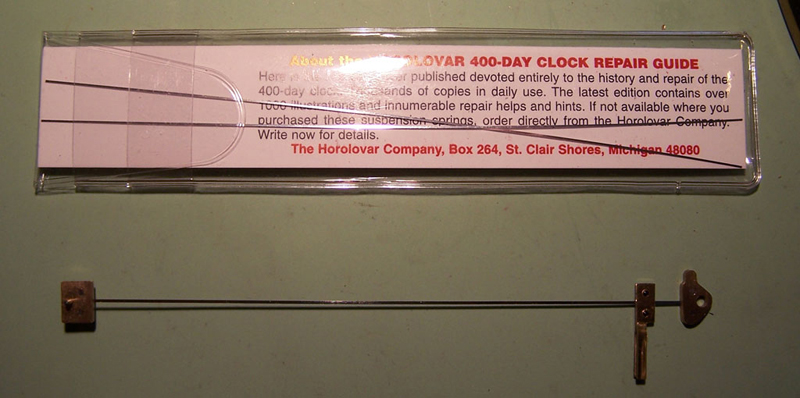 About the HOROLOVAR 400-DAY CLOCK REPAIR GUIDE
Here is published devoted entirely to the history and repair of the
400-day clock. Thousands of copies in daily use. The latest edition contains over
1000 illustrations and innumerable repair helps and hints. If not available where you
purchased these suspension springs, order directly from the Horolovar Company.
Write now for details.
The Horolovar Company, Box 264, St. Clair Shores, Michigan 48080